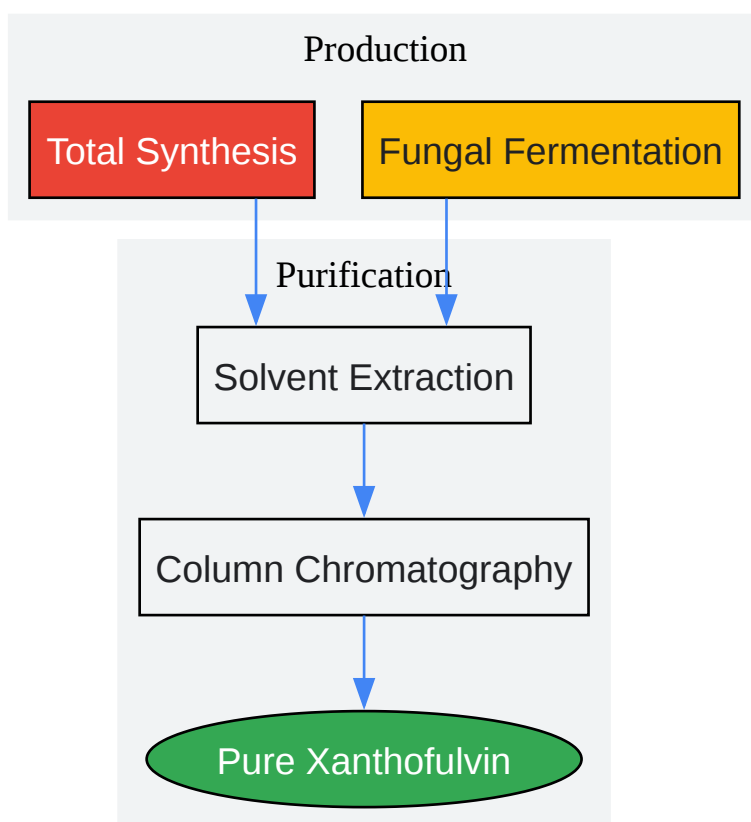 Production
Total Synthesis
Fungal Fermentation
Purification
Solvent Extraction
Column Chromatography
Pure Xanthofulvin